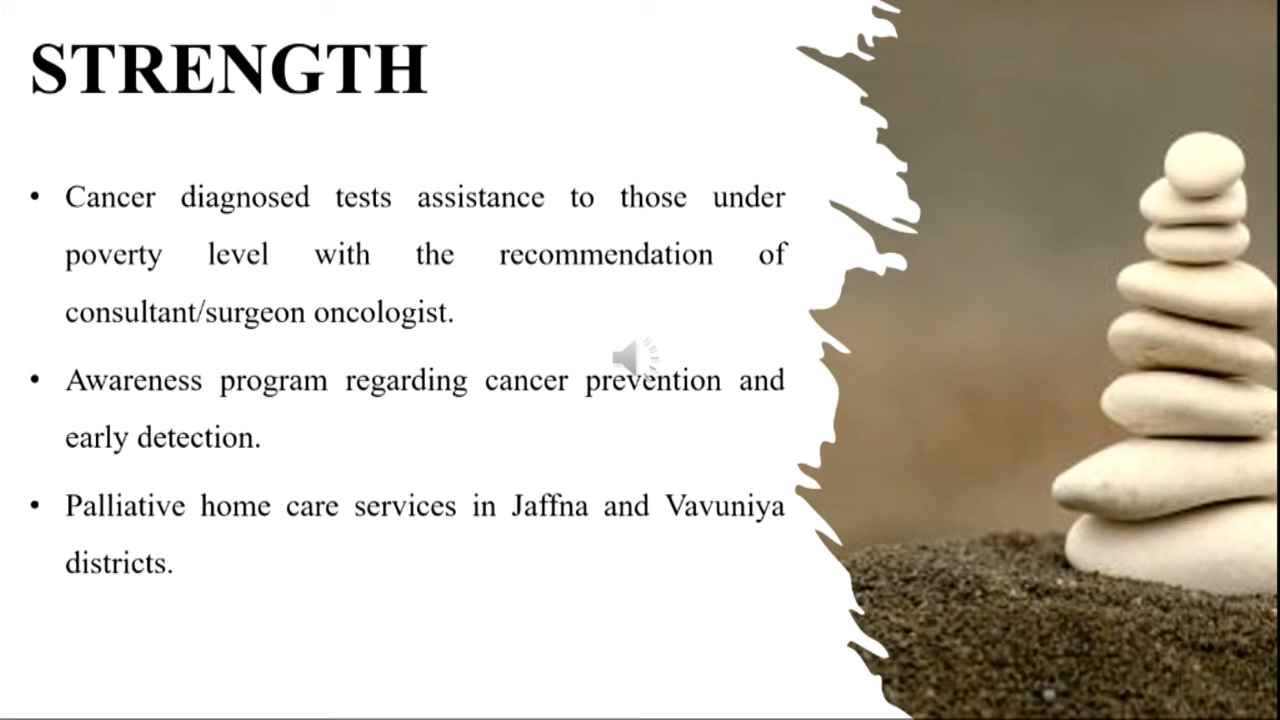 STRENGTH
• Cancer diagnosed tests assistance to those under
poverty level with the recommendation of
consultant/surgeon oncologist.
• Awareness program regarding cancer prevention and
early detection.
• Palliative home care services in Jaffna and Vavuniya
districts.